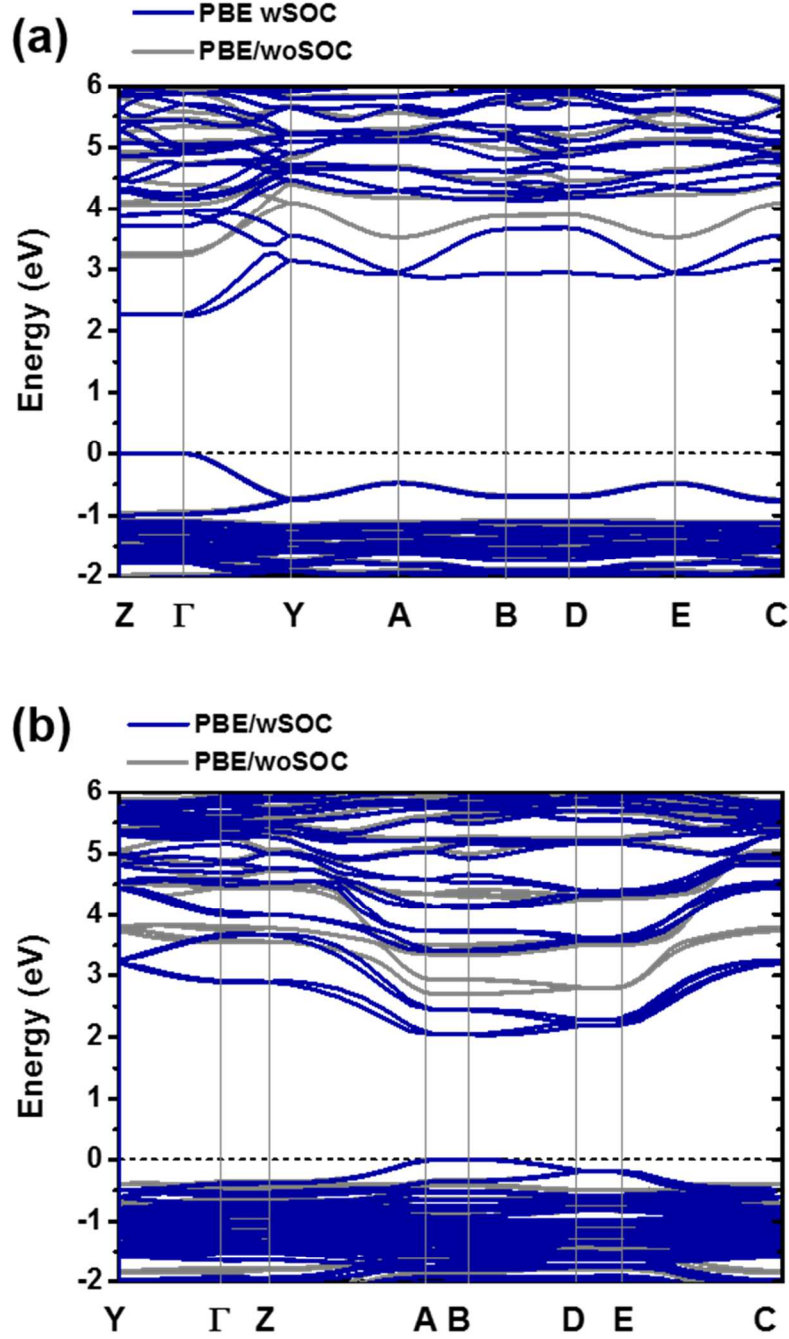 (a)
PBE wSOC
PBE/woSOC
Energy (eV)
6
5
4
3
2
1
0
-1
-2
Z Γ Y A B D E C
(b)
PBE/wSOC
PBE/woSOC
Energy (eV)
6
5
4
3
2
1
0
-1
-2
Y Γ Z A B D E C